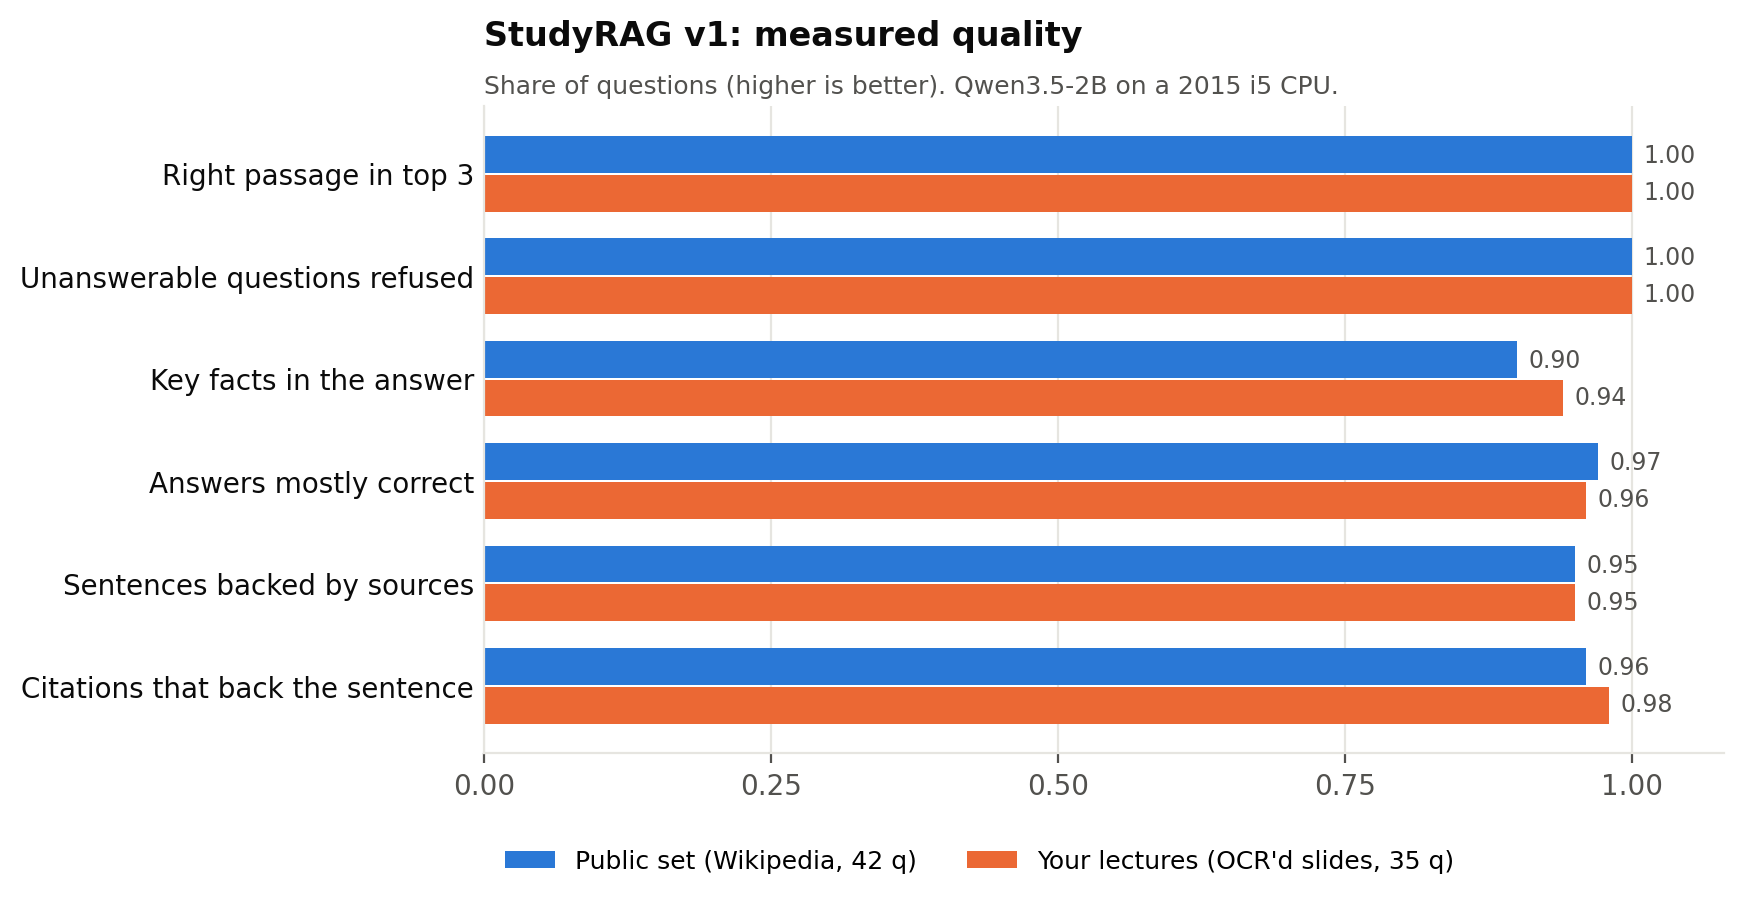 StudyRAG v1: measured quality
Share of questions (higher is better). Qwen3.5-2B on a 2015 i5 CPU.
Right passage in top 3
1.00
1.00
Unanswerable questions refused
1.00
1.00
Key facts in the answer
0.90
0.94
Answers mostly correct
0.97
0.96
Sentences backed by sources
0.95
0.95
Citations that back the sentence
0.96
0.98
0.00 0.25 0.50 0.75 1.00
Public set (Wikipedia, 42 q) Your lectures (OCR'd slides, 35 q)